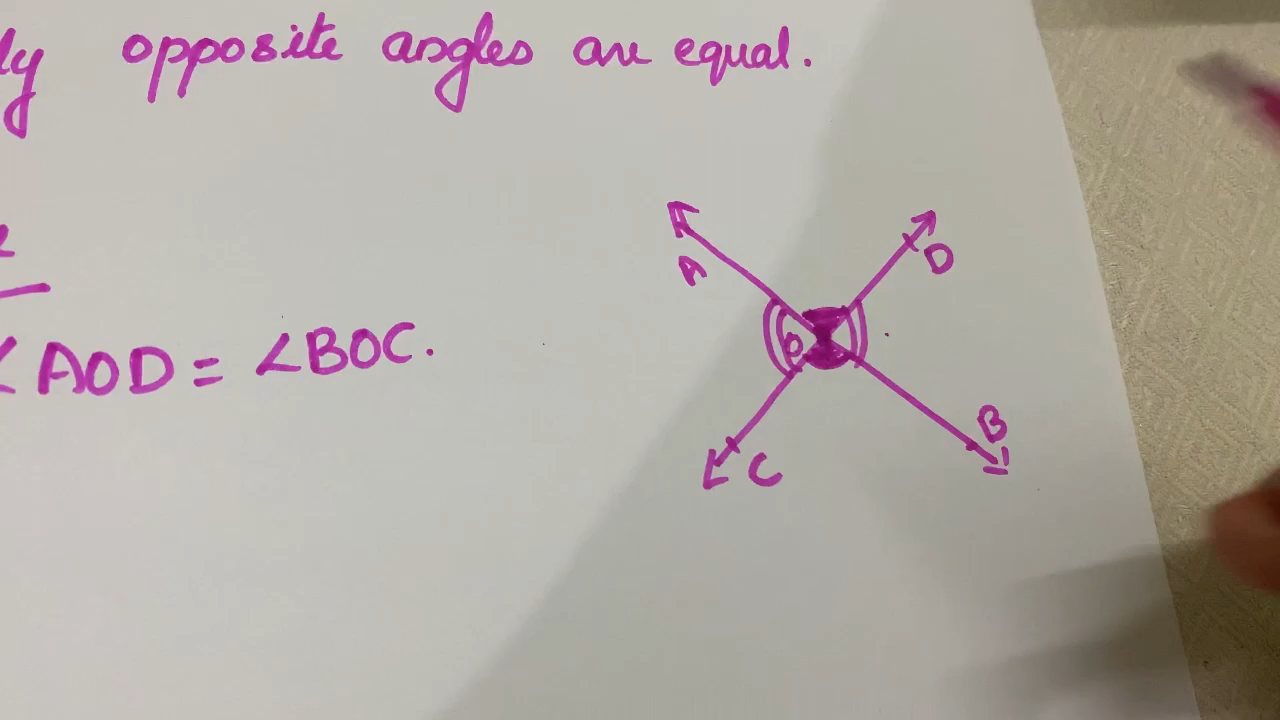 opposite angles are equal.
∠AOD = ∠BOC.
A
D
O
B
C